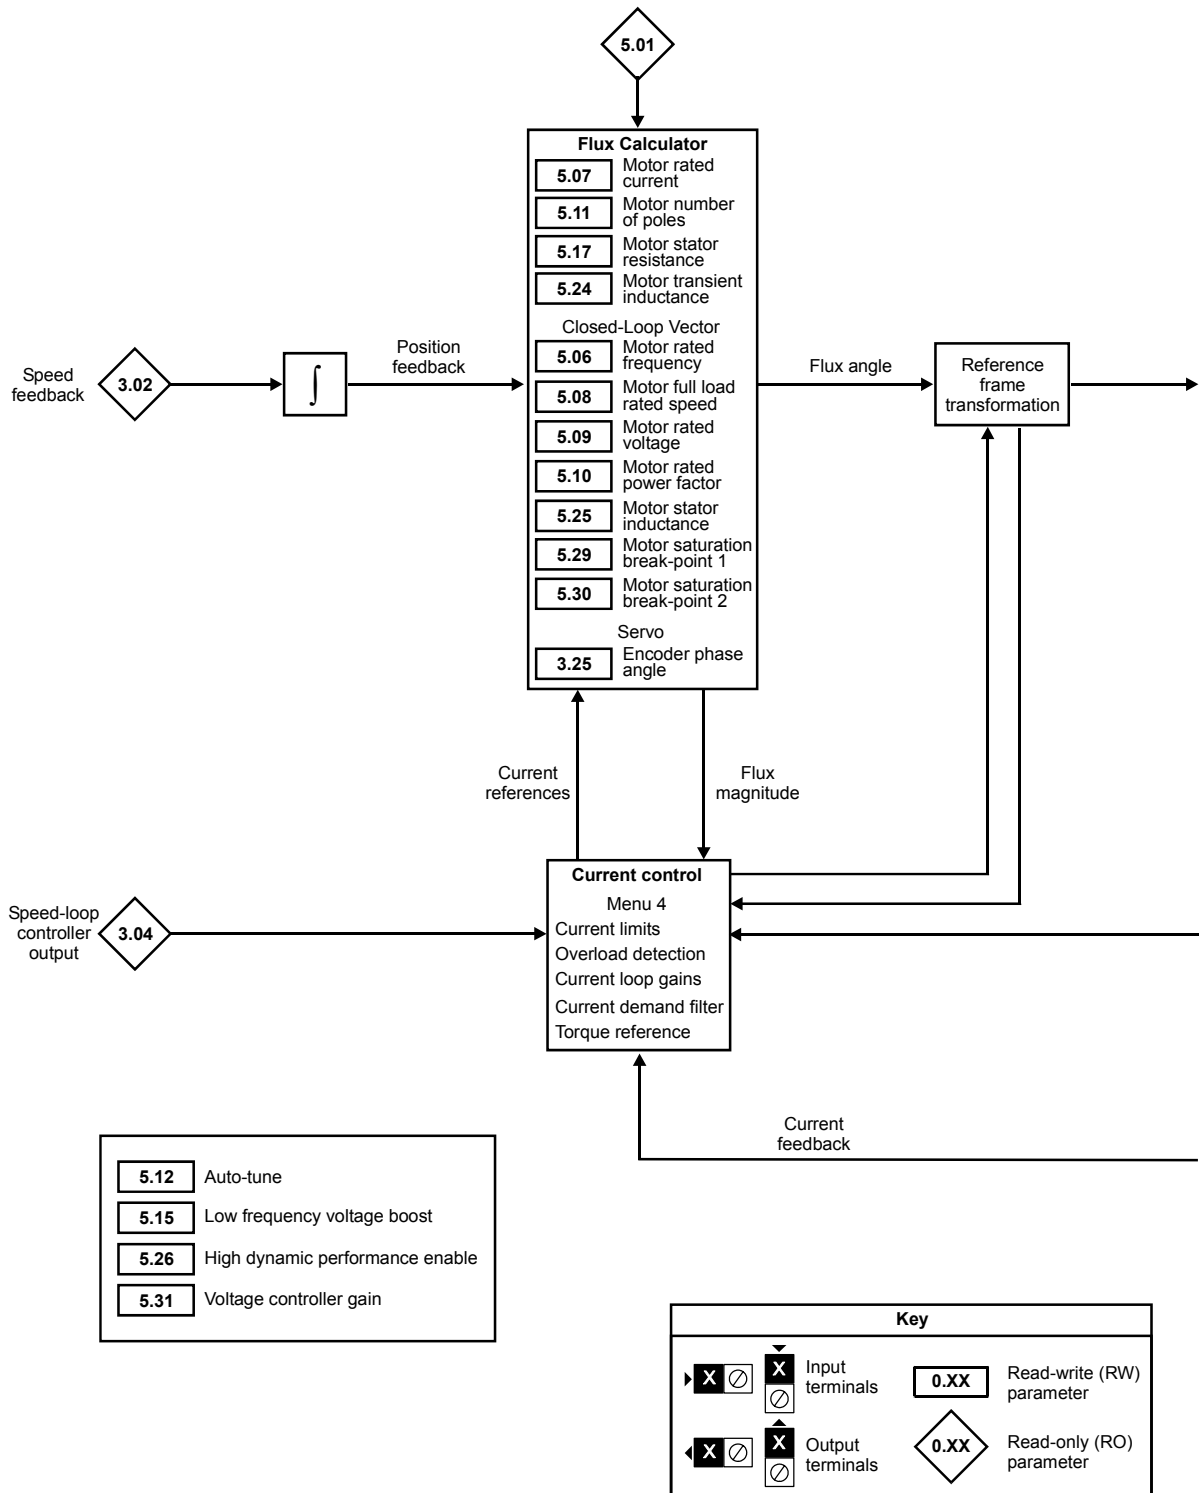 5.01
Flux Calculator
5.07
Motor rated
current
5.11
Motor number
of poles
5.17
Motor stator
resistance
5.24
Motor transient
inductance
Closed-Loop Vector
5.06
Motor rated
frequency
5.08
Motor full load
rated speed
5.09
Motor rated
voltage
5.10
Motor rated
power factor
5.25
Motor stator
inductance
5.29
Motor saturation
break-point 1
5.30
Motor saturation
break-point 2
Servo
3.25
Encoder phase
angle
Speed
feedback
3.02
∫
Position
feedback
Flux angle
Reference
frame
transformation
Current
references
Flux
magnitude
Speed-loop
controller
output
3.04
Current control
Menu 4
Current limits
Overload detection
Current loop gains
Current demand filter
Torque reference
Current
feedback
5.12
Auto-tune
5.15
Low frequency voltage boost
5.26
High dynamic performance enable
5.31
Voltage controller gain
Key
X
X
Input
terminals
0.XX
Read-write (RW)
parameter
X
X
Output
terminals
0.XX
Read-only (RO)
parameter